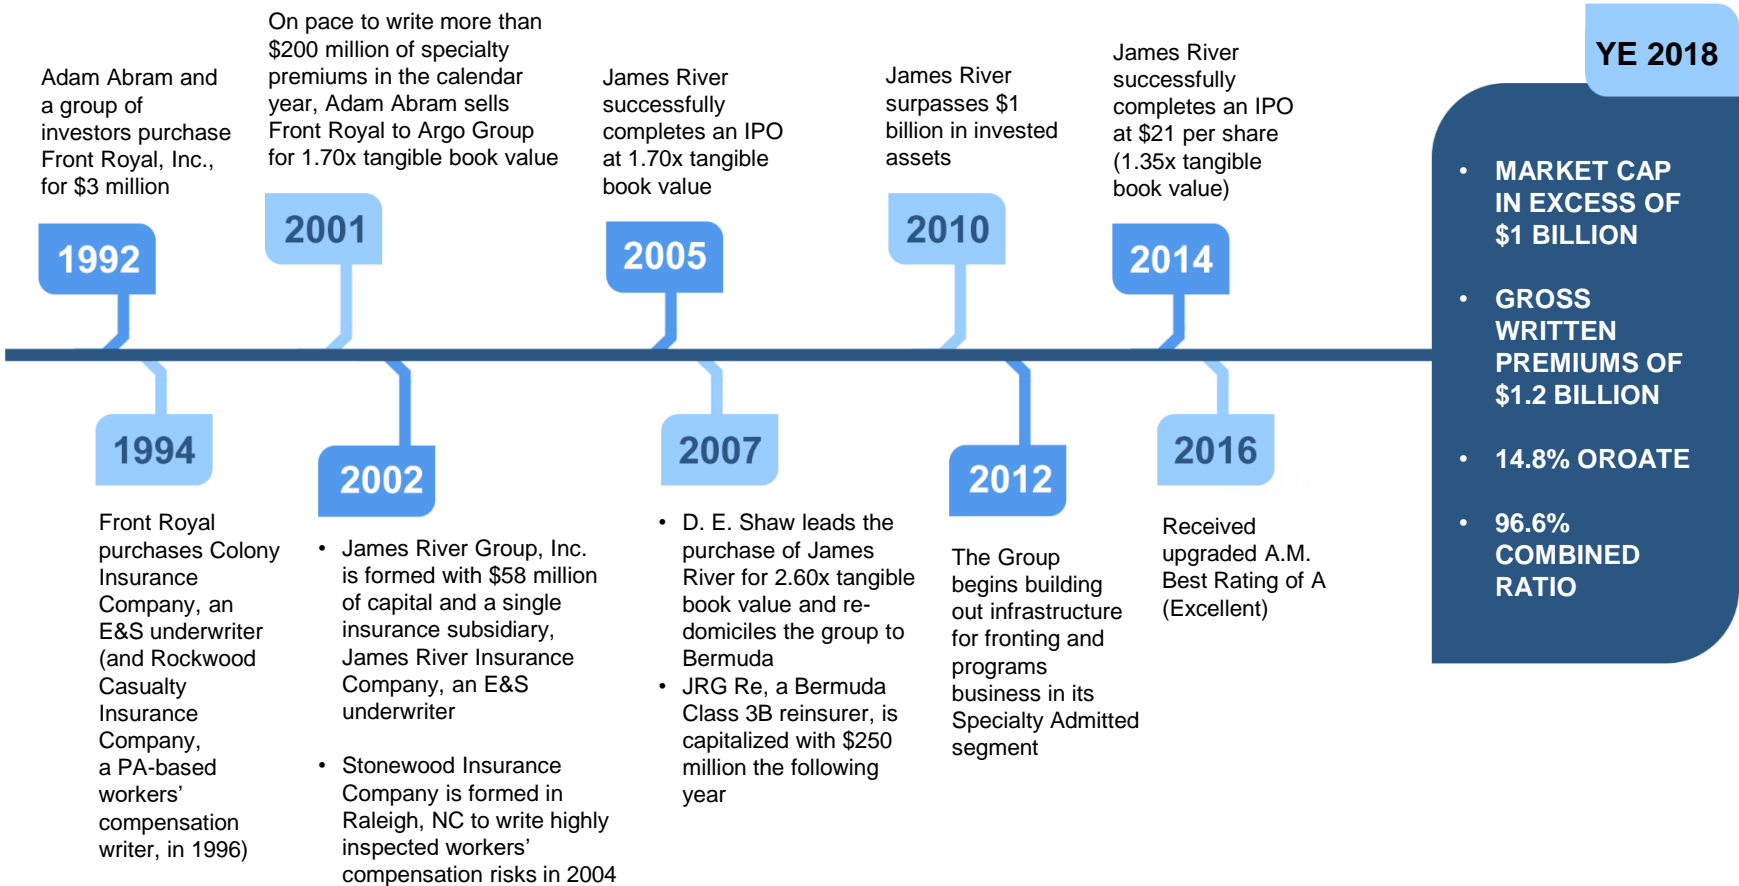 Adam Abram and
a group of
investors purchase
Front Royal, Inc.,
for $3 million
1992
On pace to write more than
$200 million of specialty
premiums in the calendar
year, Adam Abram sells
Front Royal to Argo Group
for 1.70x tangible book value
2001
James River
successfully
completes an IPO
at 1.70x tangible
book value
2005
James River
surpasses $1
billion in invested
assets
2010
James River
successfully
completes an IPO
at $21 per share
(1.35x tangible
book value)
2014
1994
Front Royal
purchases Colony
Insurance
Company, an
E&S underwriter
(and Rockwood
Casualty
Insurance
Company,
a PA-based
workers’
compensation
writer, in 1996)
2002
• James River Group, Inc.
is formed with $58 million
of capital and a single
insurance subsidiary,
James River Insurance
Company, an E&S
underwriter
• Stonewood Insurance
Company is formed in
Raleigh, NC to write highly
inspected workers’
compensation risks in 2004
2007
• D. E. Shaw leads the
purchase of James
River for 2.60x tangible
book value and re-
domiciles the group to
Bermuda
• JRG Re, a Bermuda
Class 3B reinsurer, is
capitalized with $250
million the following
year
2012
The Group
begins building
out infrastructure
for fronting and
programs
business in its
Specialty Admitted
segment
2016
Received
upgraded A.M.
Best Rating of A
(Excellent)
YE 2018
• MARKET CAP
IN EXCESS OF
$1 BILLION
• GROSS
WRITTEN
PREMIUMS OF
$1.2 BILLION
• 14.8% OROATE
• 96.6%
COMBINED
RATIO